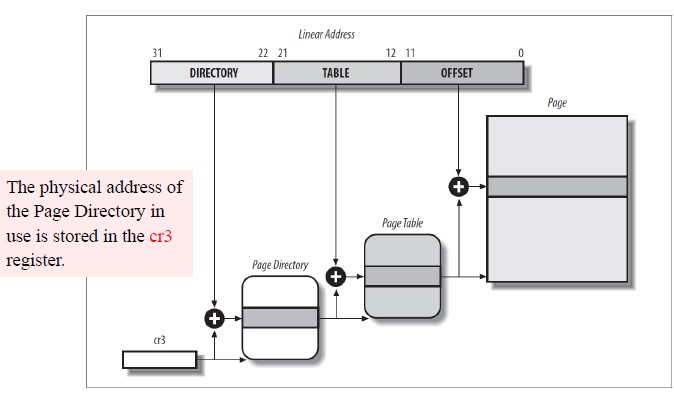 Linear Address
31 22 21 12 11 0
DIRECTORY TABLE OFFSET
Page
The physical address of
the Page Directory in
use is stored in the cr3
register.
Page Table
Page Directory
cr3